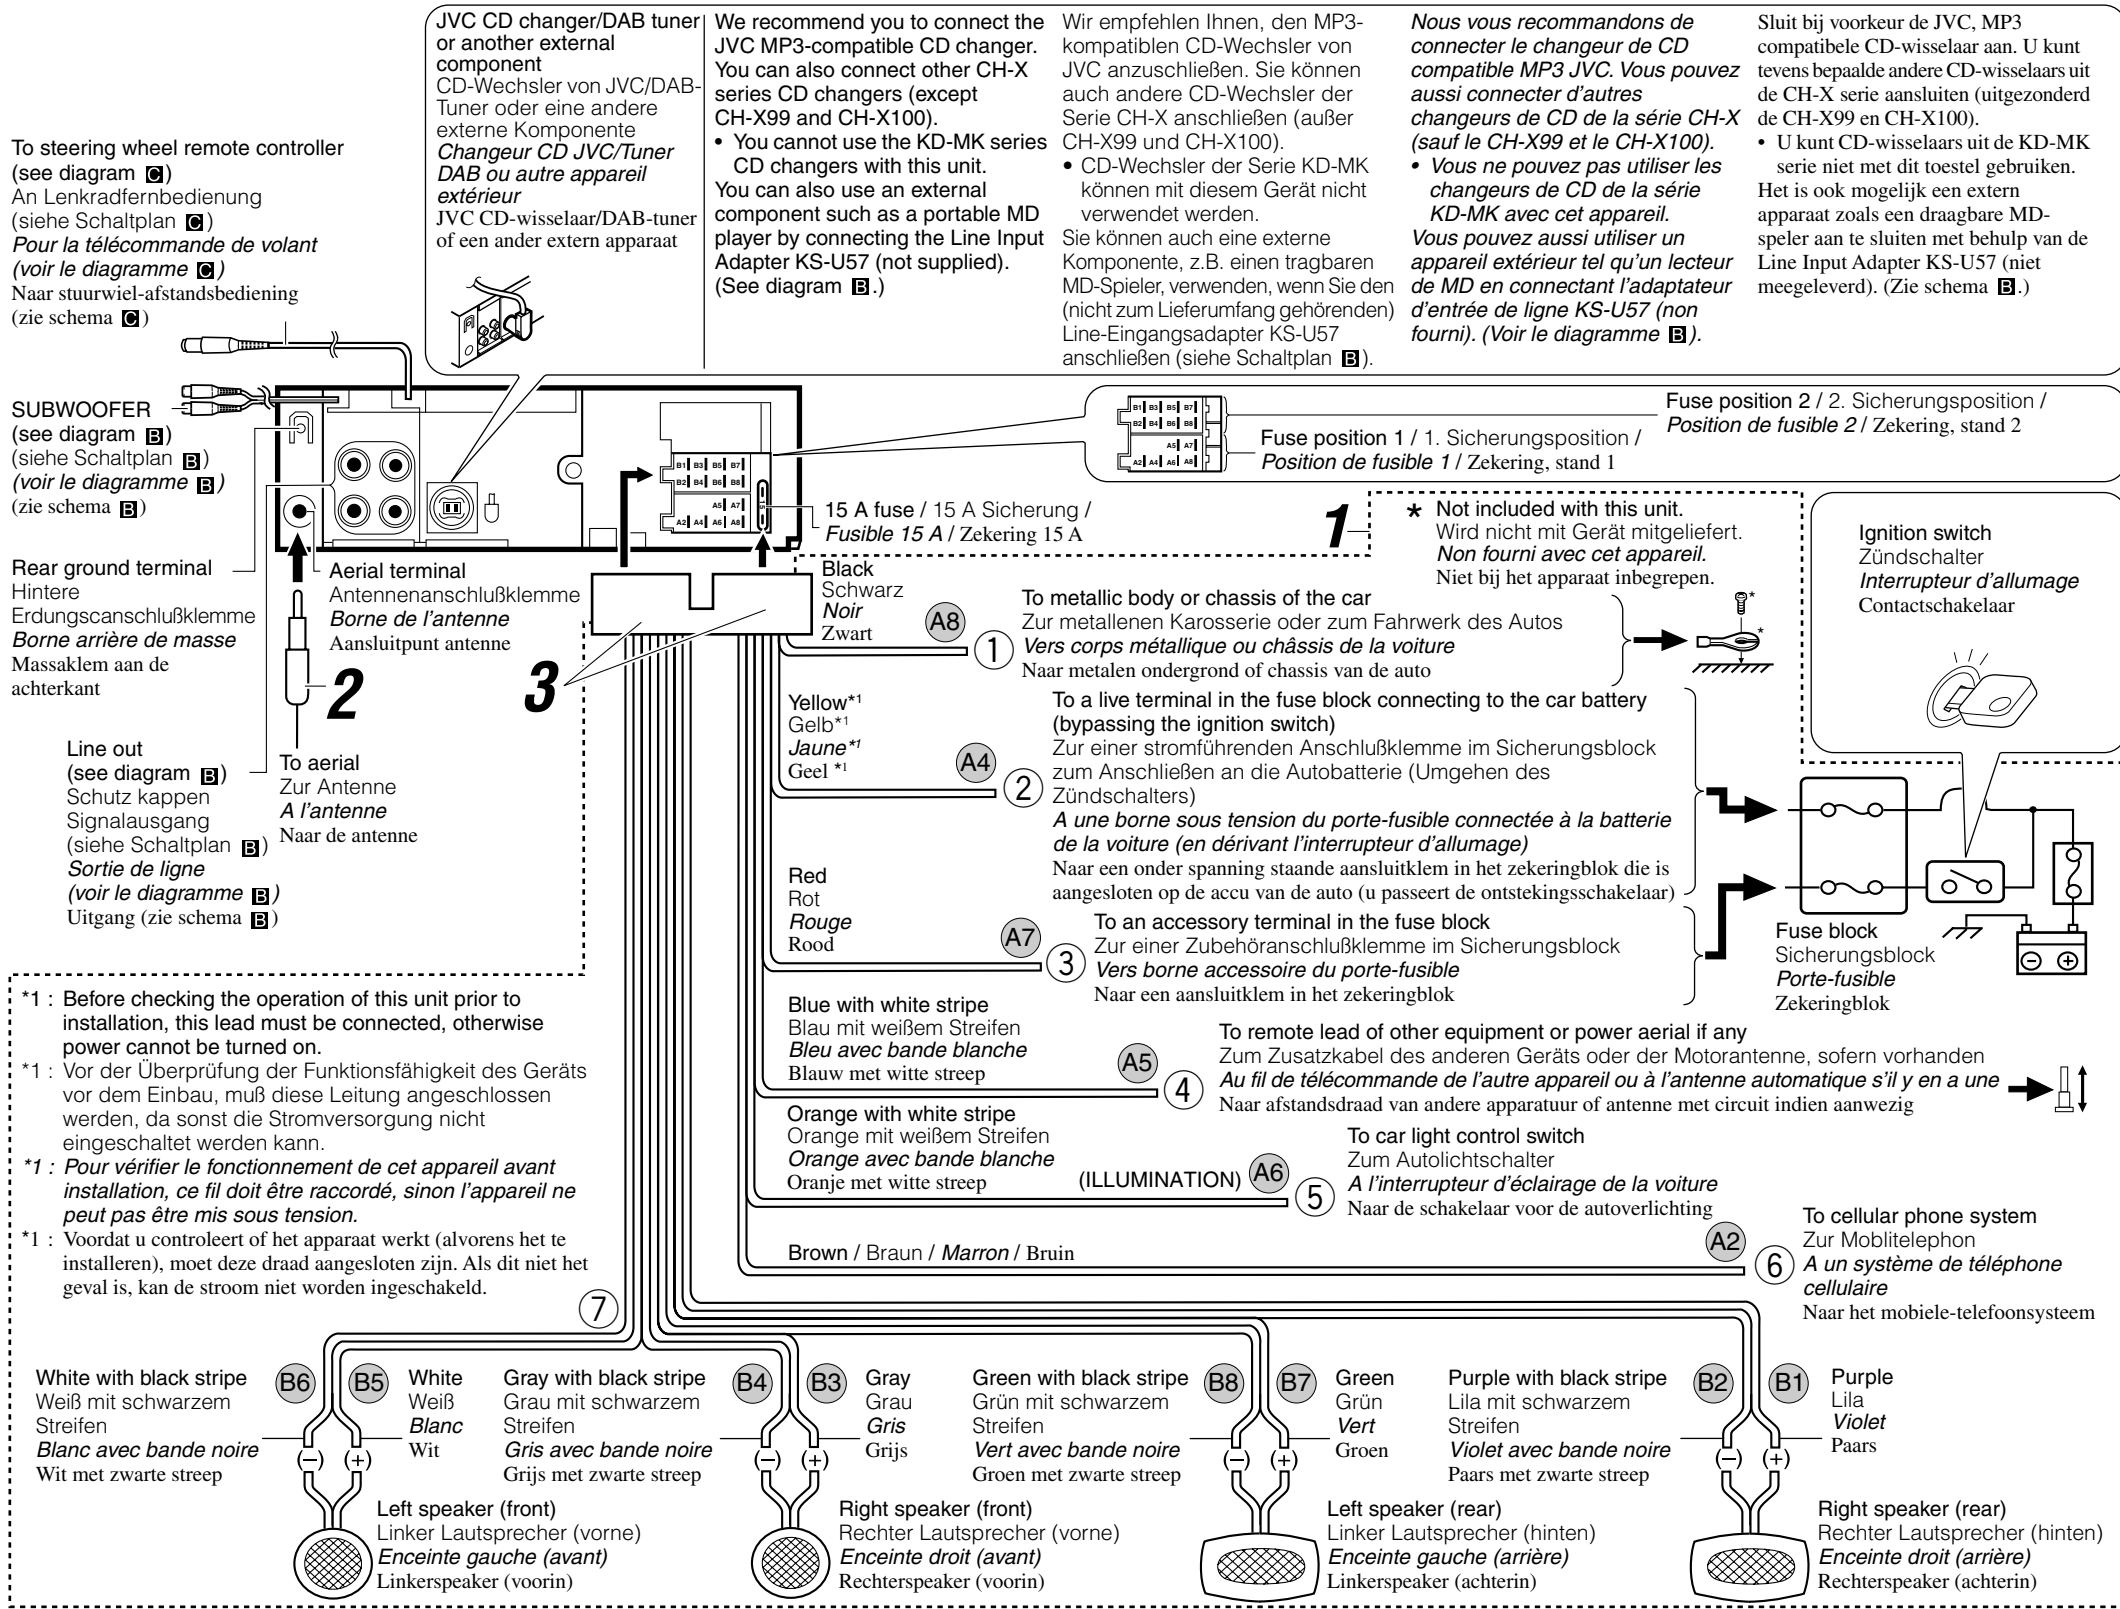 JVC CD changer/DAB tuner
or another external
component
CD-Wechsler von JVC/DAB-
Tuner oder eine andere
externe Komponente
Changeur CD JVC/Tuner
DAB ou autre appareil
extérieur
JVC CD-wisselaar/DAB-tuner
of een ander extern apparaat
We recommend you to connect the
JVC MP3-compatible CD changer.
You can also connect other CH-X
series CD changers (except
CH-X99 and CH-X100).
• You cannot use the KD-MK series
CD changers with this unit.
You can also use an external
component such as a portable MD
player by connecting the Line Input
Adapter KS-U57 (not supplied).
(See diagram B.)
Wir empfehlen Ihnen, den MP3-
kompatiblen CD-Wechsler von
JVC anzuschließen. Sie können
auch andere CD-Wechsler der
Serie CH-X anschließen (außer
CH-X99 und CH-X100).
• CD-Wechsler der Serie KD-MK
können mit diesem Gerät nicht
verwendet werden.
Sie können auch eine externe
Komponente, z.B. einen tragbaren
MD-Spieler, verwenden, wenn Sie den
(nicht zum Lieferumfang gehörenden)
Line-Eingangsadapter KS-U57
anschließen (siehe Schaltplan B).
Nous vous recommandons de
connecter le changeur de CD
compatible MP3 JVC. Vous pouvez
aussi connecter d'autres
changeurs de CD de la série CH-X
(sauf le CH-X99 et le CH-X100).
• Vous ne pouvez pas utiliser les
changeurs de CD de la série
KD-MK avec cet appareil.
Vous pouvez aussi utiliser un
appareil extérieur tel qu'un lecteur
de MD en connectant l'adaptateur
d'entrée de ligne KS-U57 (non
fourni). (Voir le diagramme B).
Sluit bij voorkeur de JVC, MP3
compatibele CD-wisselaar aan. U kunt
tevens bepaalde andere CD-wisselaars uit
de CH-X serie aansluiten (uitgezonderd
de CH-X99 en CH-X100).
• U kunt CD-wisselaars uit de KD-MK
serie niet met dit toestel gebruiken.
Het is ook mogelijk een extern
apparaat zoals een draagbare MD-
speler aan te sluiten met behulp van de
Line Input Adapter KS-U57 (niet
meegeleverd). (Zie schema B.)
To steering wheel remote controller
(see diagram C)
An Lenkradfernbedienung
(siehe Schaltplan C)
Pour la télécommande de volant
(voir le diagramme C)
Naar stuurwiel-afstandsbediening
(zie schema C)
SUBWOOFER
(see diagram B)
(siehe Schaltplan B)
(voir le diagramme B)
(zie schema B)
B1 B3 B5 B7
B2 B4 B6 B8
A5 A7
A2 A4 A6 A8
15
B1 B3 B5 B7
B2 B4 B6 B8
A5 A7
A2 A4 A6 A8
Fuse position 2 / 2. Sicherungsposition /
Position de fusible 2 / Zekering, stand 2
Fuse position 1 / 1. Sicherungsposition /
Position de fusible 1 / Zekering, stand 1
15 A fuse / 15 A Sicherung /
Fusible 15 A / Zekering 15 A
1
* Not included with this unit.
Wird nicht mit Gerät mitgeliefert.
Non fourni avec cet appareil.
Niet bij het apparaat inbegrepen.
Ignition switch
Zündschalter
Interrupteur d'allumage
Contactschakelaar
Rear ground terminal
Hintere
Erdungscanschlußklemme
Borne arrière de masse
Massaklem aan de
achterkant
Aerial terminal
Antennenanschlußklemme
Borne de l'antenne
Aansluitpunt antenne
2
3
Line out
(see diagram B)
Schutz kappen
Signalausgang
(siehe Schaltplan B)
Sortie de ligne
(voir le diagramme B)
Uitgang (zie schema B)
To aerial
Zur Antenne
A l'antenne
Naar de antenne
Black
Schwarz
Noir
Zwart
A8
1
To metallic body or chassis of the car
Zur metallenen Karosserie oder zum Fahrwerk des Autos
Vers corps métallique ou châssis de la voiture
Naar metalen ondergrond of chassis van de auto
*
*
Yellow*1
Gelb*1
Jaune*1
Geel *1
A4
2
To a live terminal in the fuse block connecting to the car battery
(bypassing the ignition switch)
Zur einer stromführenden Anschlußklemme im Sicherungsblock
zum Anschließen an die Autobatterie (Umgehen des
Zündschalters)
A une borne sous tension du porte-fusible connectée à la batterie
de la voiture (en dérivant l'interrupteur d'allumage)
Naar een onder spanning staande aansluitklem in het zekeringblok die is
aangesloten op de accu van de auto (u passeert de ontstekingsschakelaar)
Red
Rot
Rouge
Rood
A7
3
To an accessory terminal in the fuse block
Zur einer Zubehöranschlußklemme im Sicherungsblock
Vers borne accessoire du porte-fusible
Naar een aansluitklem in het zekeringblok
Fuse block
Sicherungsblock
Porte-fusible
Zekeringblok
Blue with white stripe
Blau mit weißem Streifen
Bleu avec bande blanche
Blauw met witte streep
A5
4
To remote lead of other equipment or power aerial if any
Zum Zusatzkabel des anderen Geräts oder der Motorantenne, sofern vorhanden
Au fil de télécommande de l'autre appareil ou à l'antenne automatique s'il y en a une
Naar afstandsdraad van andere apparatuur of antenne met circuit indien aanwezig
Orange with white stripe
Orange mit weißem Streifen
Orange avec bande blanche
Oranje met witte streep
(ILLUMINATION)
A6
5
To car light control switch
Zum Autolichtschalter
A l'interrupteur d'éclairage de la voiture
Naar de schakelaar voor de autoverlichting
Brown / Braun / Marron / Bruin
A2
6
To cellular phone system
Zur Moblitelephon
A un système de téléphone
cellulaire
Naar het mobiele-telefoonsysteem
*1 : Before checking the operation of this unit prior to
installation, this lead must be connected, otherwise
power cannot be turned on.
*1 : Vor der Überprüfung der Funktionsfähigkeit des Geräts
vor dem Einbau, muß diese Leitung angeschlossen
werden, da sonst die Stromversorgung nicht
eingeschaltet werden kann.
*1 : Pour vérifier le fonctionnement de cet appareil avant
installation, ce fil doit être raccordé, sinon l'appareil ne
peut pas être mis sous tension.
*1 : Voordat u controleert of het apparaat werkt (alvorens het te
installeren), moet deze draad aangesloten zijn. Als dit niet het
geval is, kan de stroom niet worden ingeschakeld.
7
White with black stripe
Weiß mit schwarzem
Streifen
Blanc avec bande noire
Wit met zwarte streep
B6
B5
White
Weiß
Blanc
Wit
Left speaker (front)
Linker Lautsprecher (vorne)
Enceinte gauche (avant)
Linkerspeaker (voorin)
Gray with black stripe
Grau mit schwarzem
Streifen
Gris avec bande noire
Grijs met zwarte streep
B4
B3
Gray
Grau
Gris
Grijs
Right speaker (front)
Rechter Lautsprecher (vorne)
Enceinte droit (avant)
Rechterspeaker (voorin)
Green with black stripe
Grün mit schwarzem
Streifen
Vert avec bande noire
Groen met zwarte streep
B8
B7
Green
Grün
Vert
Groen
Left speaker (rear)
Linker Lautsprecher (hinten)
Enceinte gauche (arrière)
Linkerspeaker (achterin)
Purple with black stripe
Lila mit schwarzem
Streifen
Violet avec bande noire
Paars met zwarte streep
B2
B1
Purple
Lila
Violet
Paars
Right speaker (rear)
Rechter Lautsprecher (hinten)
Enceinte droit (arrière)
Rechterspeaker (achterin)